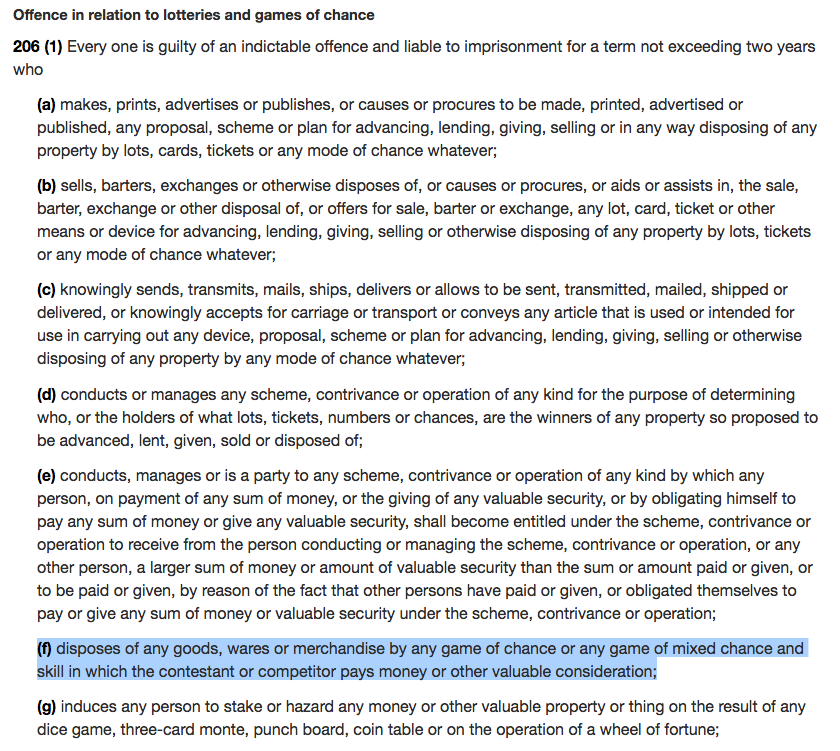 Offence in relation to lotteries and games of chance
206 (1) Every one is guilty of an indictable offence and liable to imprisonment for a term not exceeding two years
who
(a) makes, prints, advertises or publishes, or causes or procures to be made, printed, advertised or
published, any proposal, scheme or plan for advancing, lending, giving, selling or in any way disposing of any
property by lots, cards, tickets or any mode of chance whatever;
(b) sells, barters, exchanges or otherwise disposes of, or causes or procures, or aids or assists in, the sale,
barter, exchange or other disposal of, or offers for sale, barter or exchange, any lot, card, ticket or other
means or device for advancing, lending, giving, selling or otherwise disposing of any property by lots, tickets
or any mode of chance whatever;
(c) knowingly sends, transmits, mails, ships, delivers or allows to be sent, transmitted, mailed, shipped or
delivered, or knowingly accepts for carriage or transport or conveys any article that is used or intended for
use in carrying out any device, proposal, scheme or plan for advancing, lending, giving, selling or otherwise
disposing of any property by any mode of chance whatever;
(d) conducts or manages any scheme, contrivance or operation of any kind for the purpose of determining
who, or the holders of what lots, tickets, numbers or chances, are the winners of any property so proposed to
be advanced, lent, given, sold or disposed of;
(e) conducts, manages or is a party to any scheme, contrivance or operation of any kind by which any
person, on payment of any sum of money, or the giving of any valuable security, or by obligating himself to
pay any sum of money or give any valuable security, shall become entitled under the scheme, contrivance or
operation to receive from the person conducting or managing the scheme, contrivance or operation, or any
other person, a larger sum of money or amount of valuable security than the sum or amount paid or given, or
to be paid or given, by reason of the fact that other persons have paid or given, or obligated themselves to
pay or give any sum of money or valuable security under the scheme, contrivance or operation;
(f) disposes of any goods, wares or merchandise by any game of chance or any game of mixed chance and
skill in which the contestant or competitor pays money or other valuable consideration;
(g) induces any person to stake or hazard any money or other valuable property or thing on the result of any
dice game, three-card monte, punch board, coin table or on the operation of a wheel of fortune;